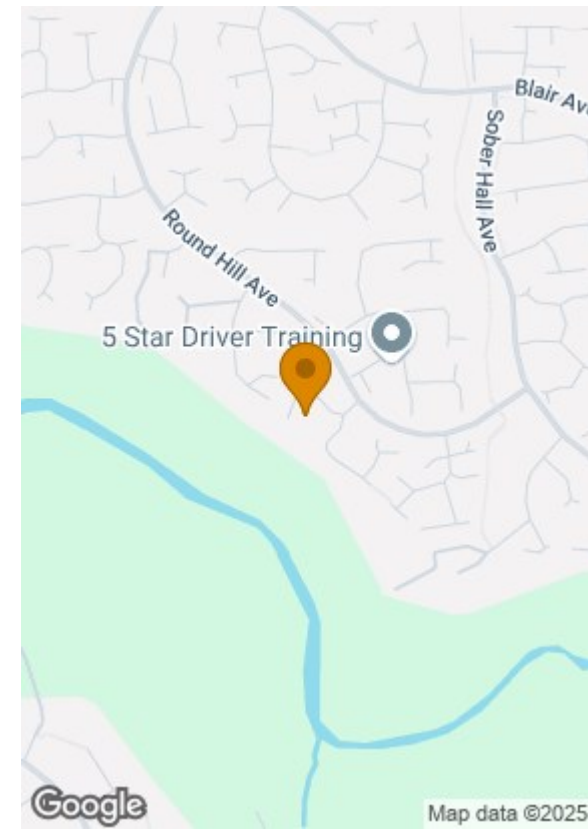 Blair Av
Sober Hall Ave
Round Hill Ave
5 Star Driver Training
Google
Map data ©2025